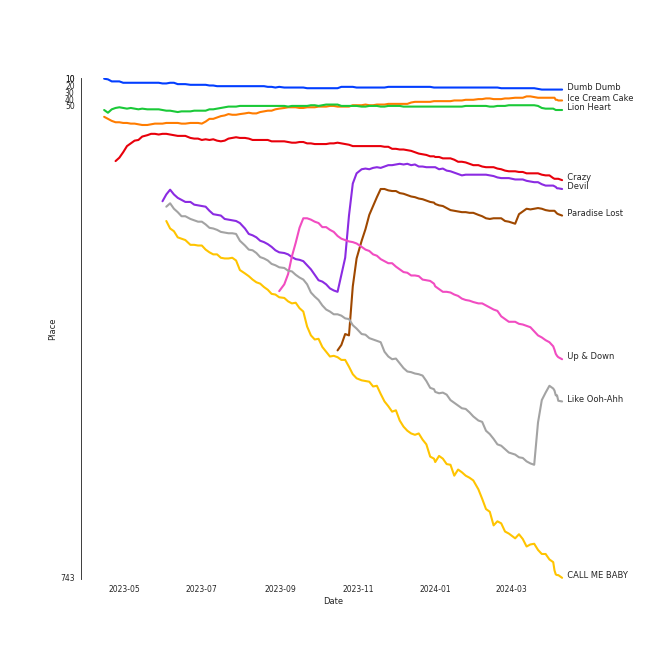 10
20
30
40
50
743
Place
Dumb Dumb
Ice Cream Cake
Lion Heart
Crazy
Devil
Paradise Lost
Up & Down
Like Ooh-Ahh
CALL ME BABY
2023-05
2023-07
2023-09
2023-11
2024-01
2024-03
Date